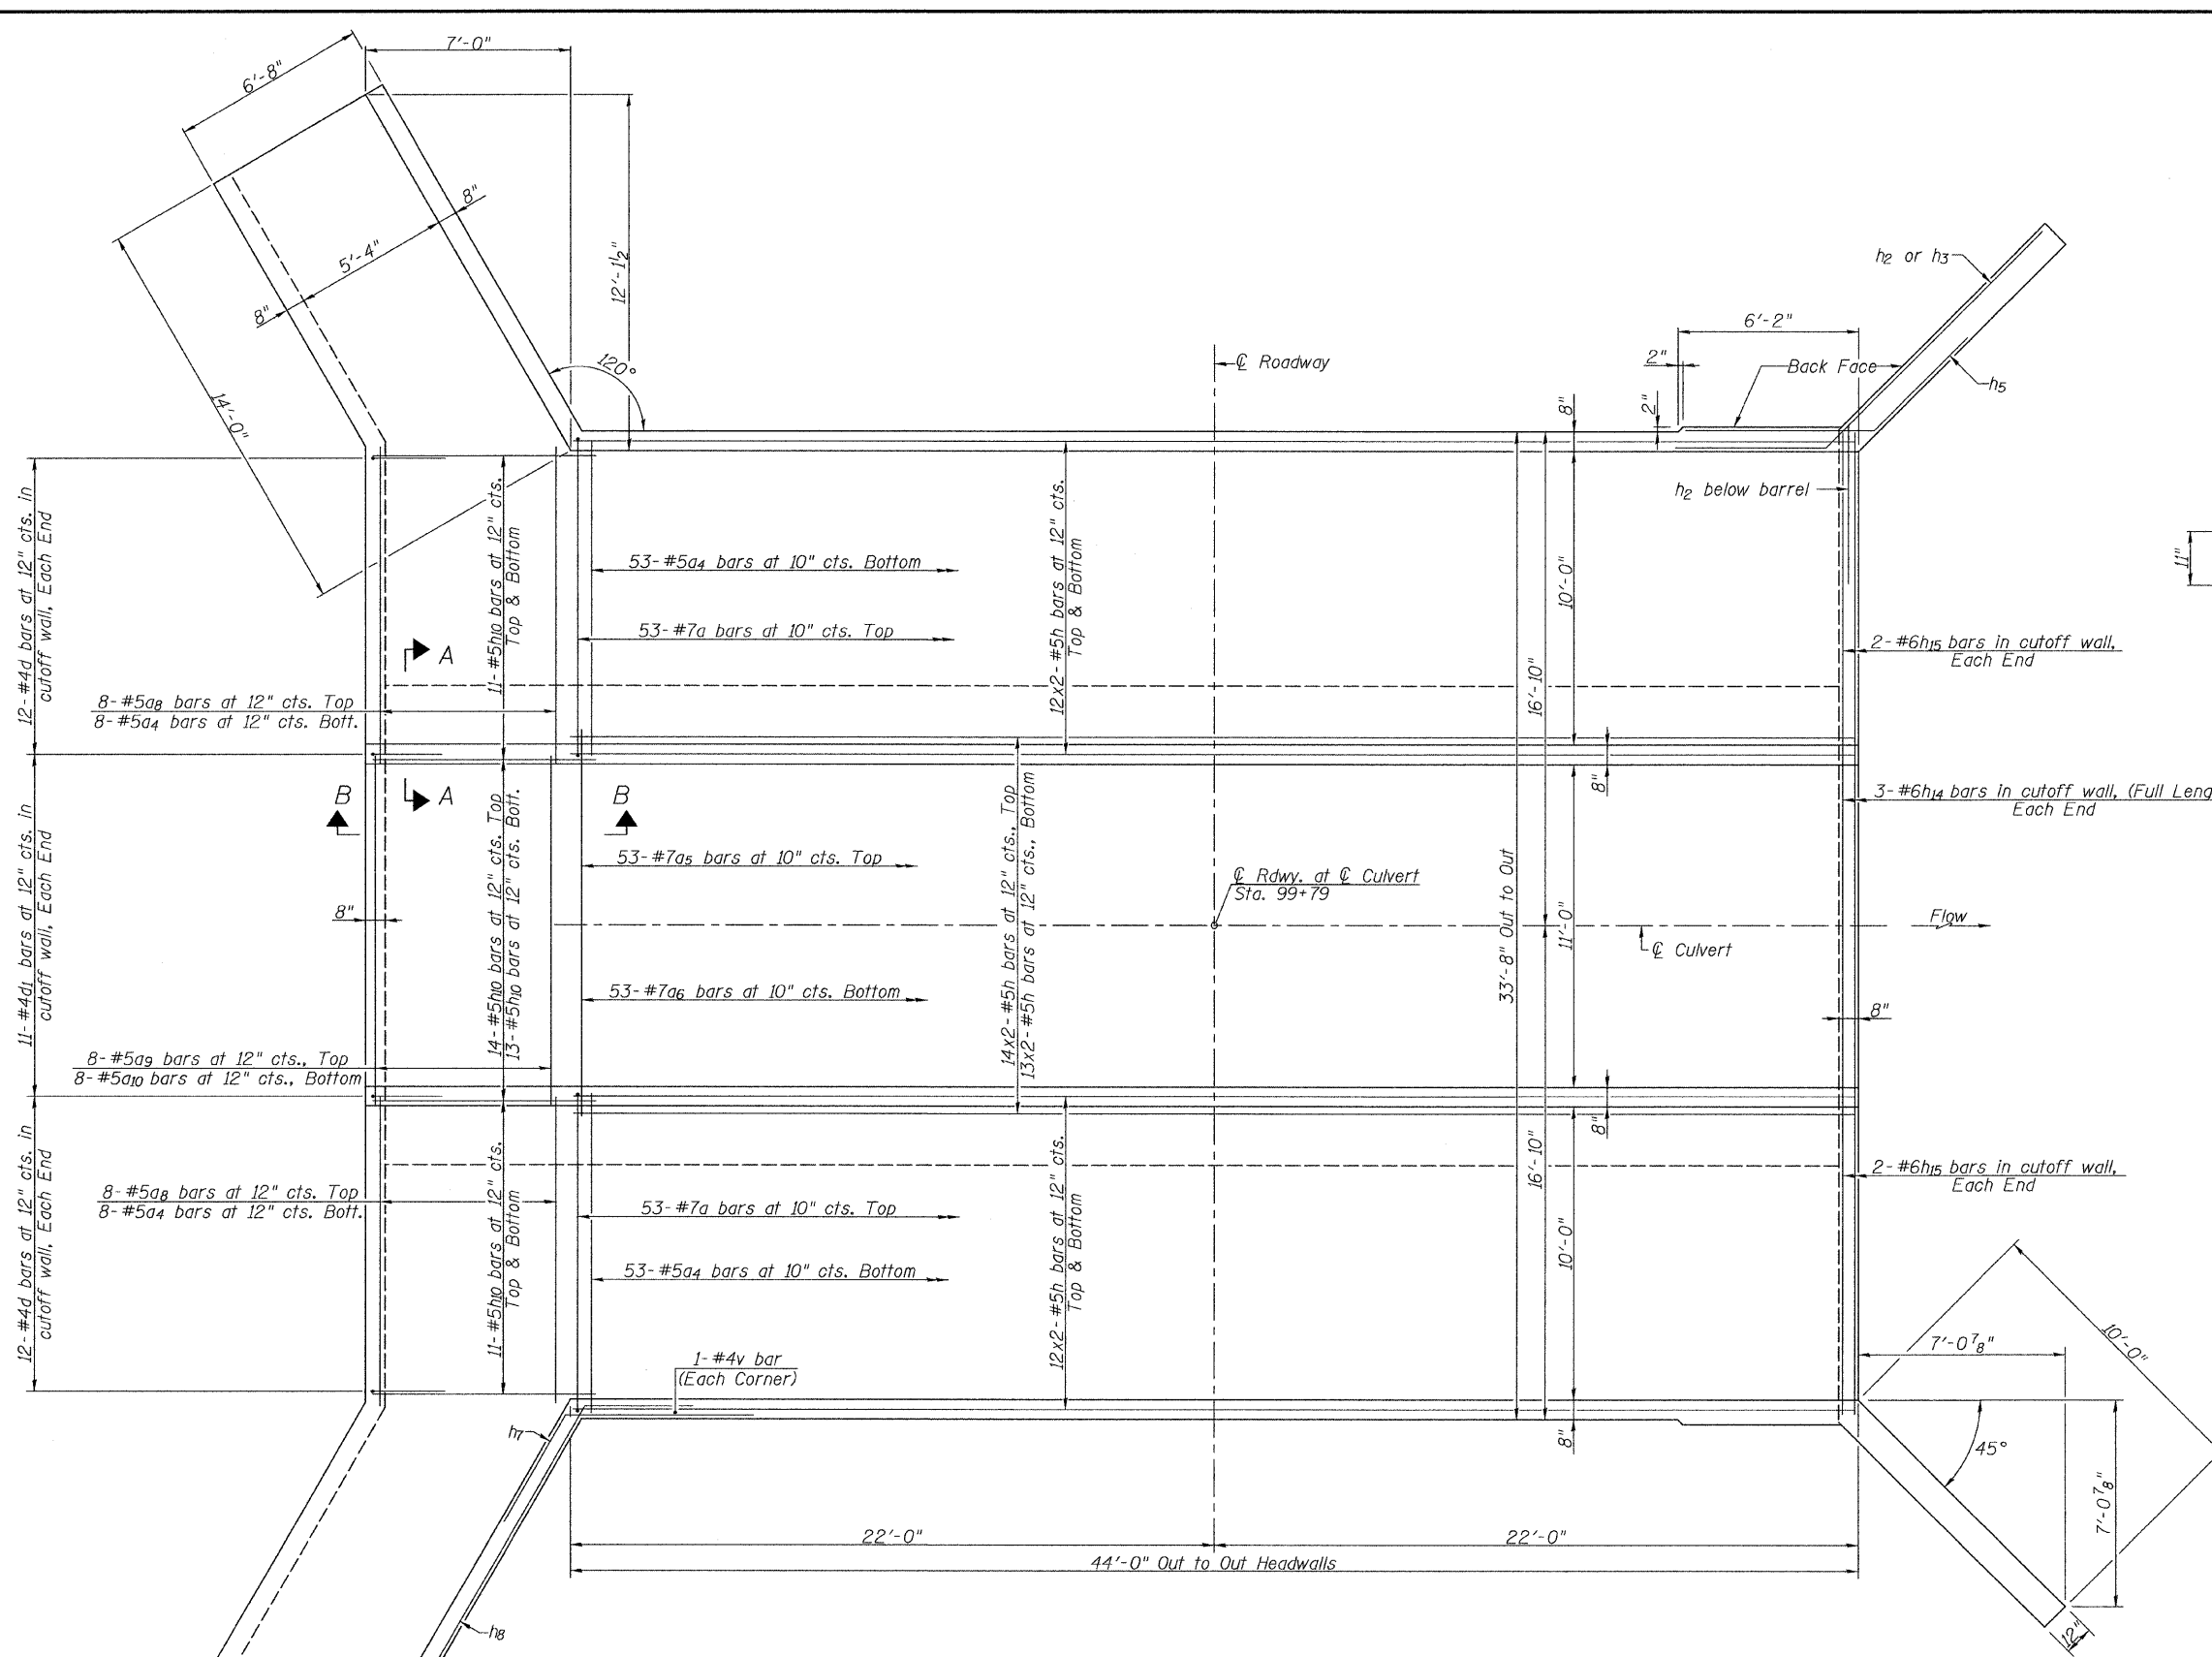 7'-0"
6'-8"
8"
5'-4"
8"
14'-0"
12'-1½"
120°
℄ Roadway
6'-2"
2"
Back Face
2"
8"
h2 or h3
h5
h2 below barrel
11"
12-#4d bars at 12" cts. in
cutoff wall, Each End
11-#5h10 bars at 12" cts.
Top & Bottom
53-#5a4 bars at 10" cts. Bottom
53-#7a bars at 10" cts. Top
12x2-#5h bars at 12" cts.
Top & Bottom
10'-0"
16'-10"
A
A
8-#5a8 bars at 12" cts. Top
8-#5a4 bars at 12" cts. Bott.
2-#6h15 bars in cutoff wall,
Each End
B
B
8"
3-#6h14 bars in cutoff wall, (Full Leng
Each End
11-#4d1 bars at 12" cts. in
cutoff wall, Each End
14-#5h10 bars at 12" cts. Top
13-#5h10 bars at 12" cts. Bott.
53-#7a5 bars at 10" cts. Top
14x2-#5h bars at 12" cts., Top
13x2-#5h bars at 12" cts., Bottom
℄ Rdwy. at ℄ Culvert
Sta. 99+79
33'-8" Out to Out
11'-0"
8"
Flow
℄ Culvert
53-#7a6 bars at 10" cts. Bottom
8"
8-#5a9 bars at 12" cts., Top
8-#5a10 bars at 12" cts., Bottom
8"
12-#4d bars at 12" cts. in
cutoff wall, Each End
11-#5h10 bars at 12" cts.
Top & Bottom
12x2-#5h bars at 12" cts.
Top & Bottom
16'-10"
10'-0"
2-#6h15 bars in cutoff wall,
Each End
8-#5a8 bars at 12" cts. Top
8-#5a4 bars at 12" cts. Bott.
53-#7a bars at 10" cts. Top
53-#5a4 bars at 10" cts. Bottom
1-#4v bar
(Each Corner)
7'-0⅞"
10'-0"
h7
8"
45°
7'-0⅞"
22'-0"
22'-0"
44'-0" Out to Out Headwalls
h8
12"